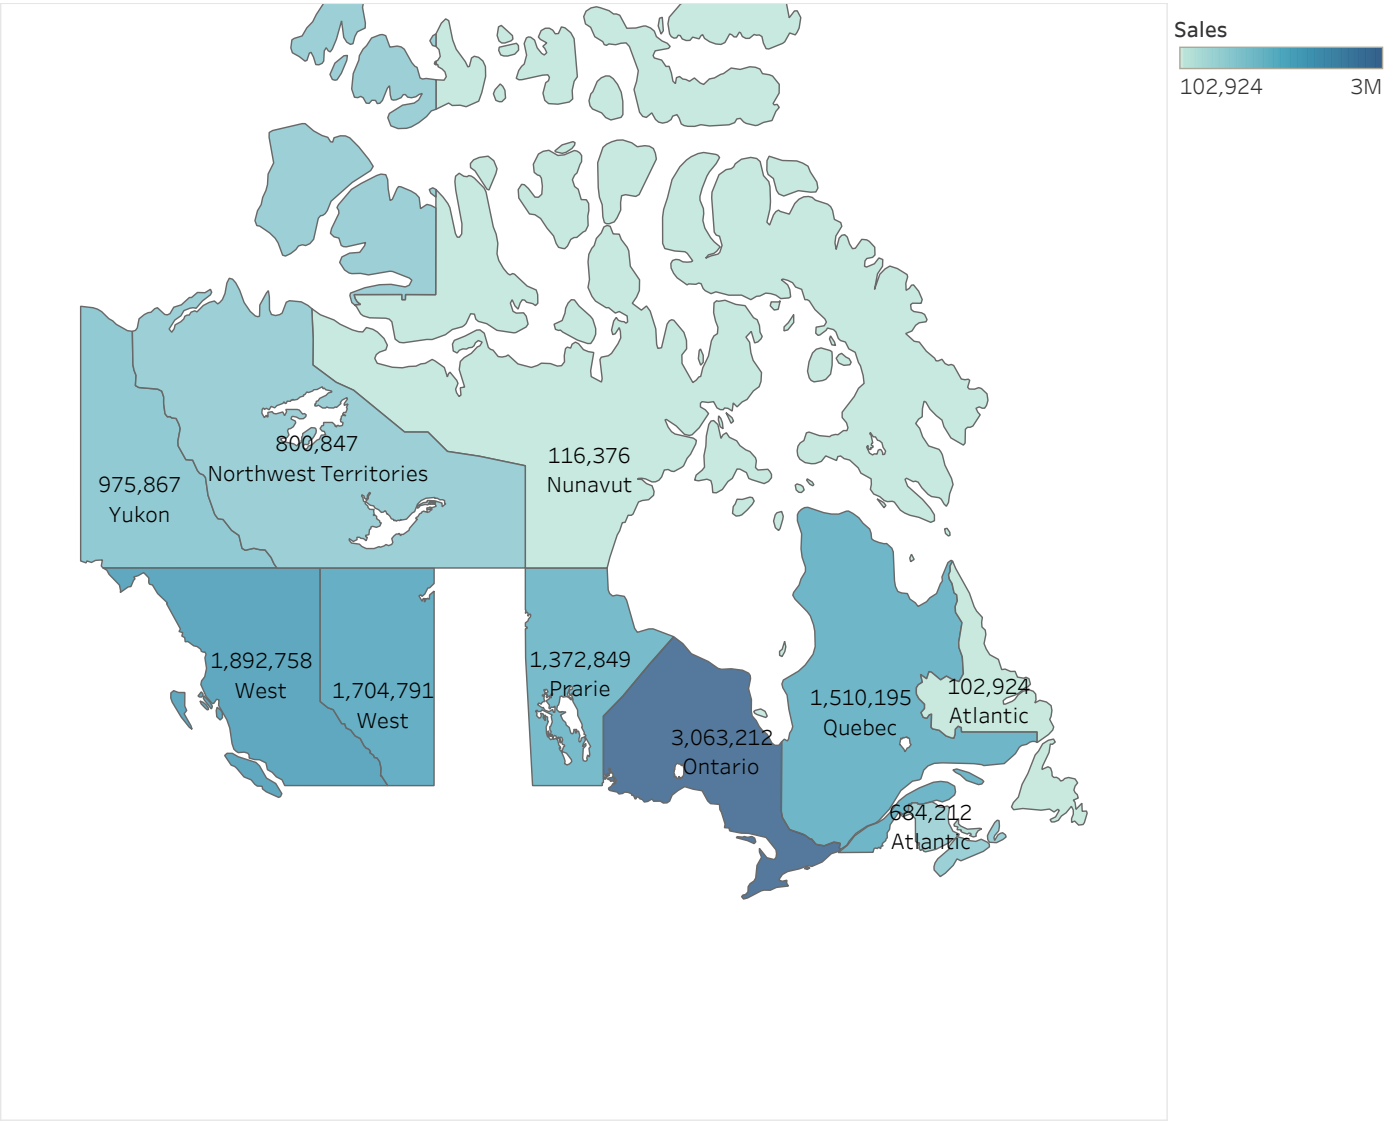 Sales
102,924 3M
800,847
Northwest Territories
116,376
Nunavut
975,867
Yukon
1,892,758
West
1,704,791
West
1,372,849
Prarie
3,063,212
Ontario
1,510,195
Quebec
102,924
Atlantic
684,212
Atlantic